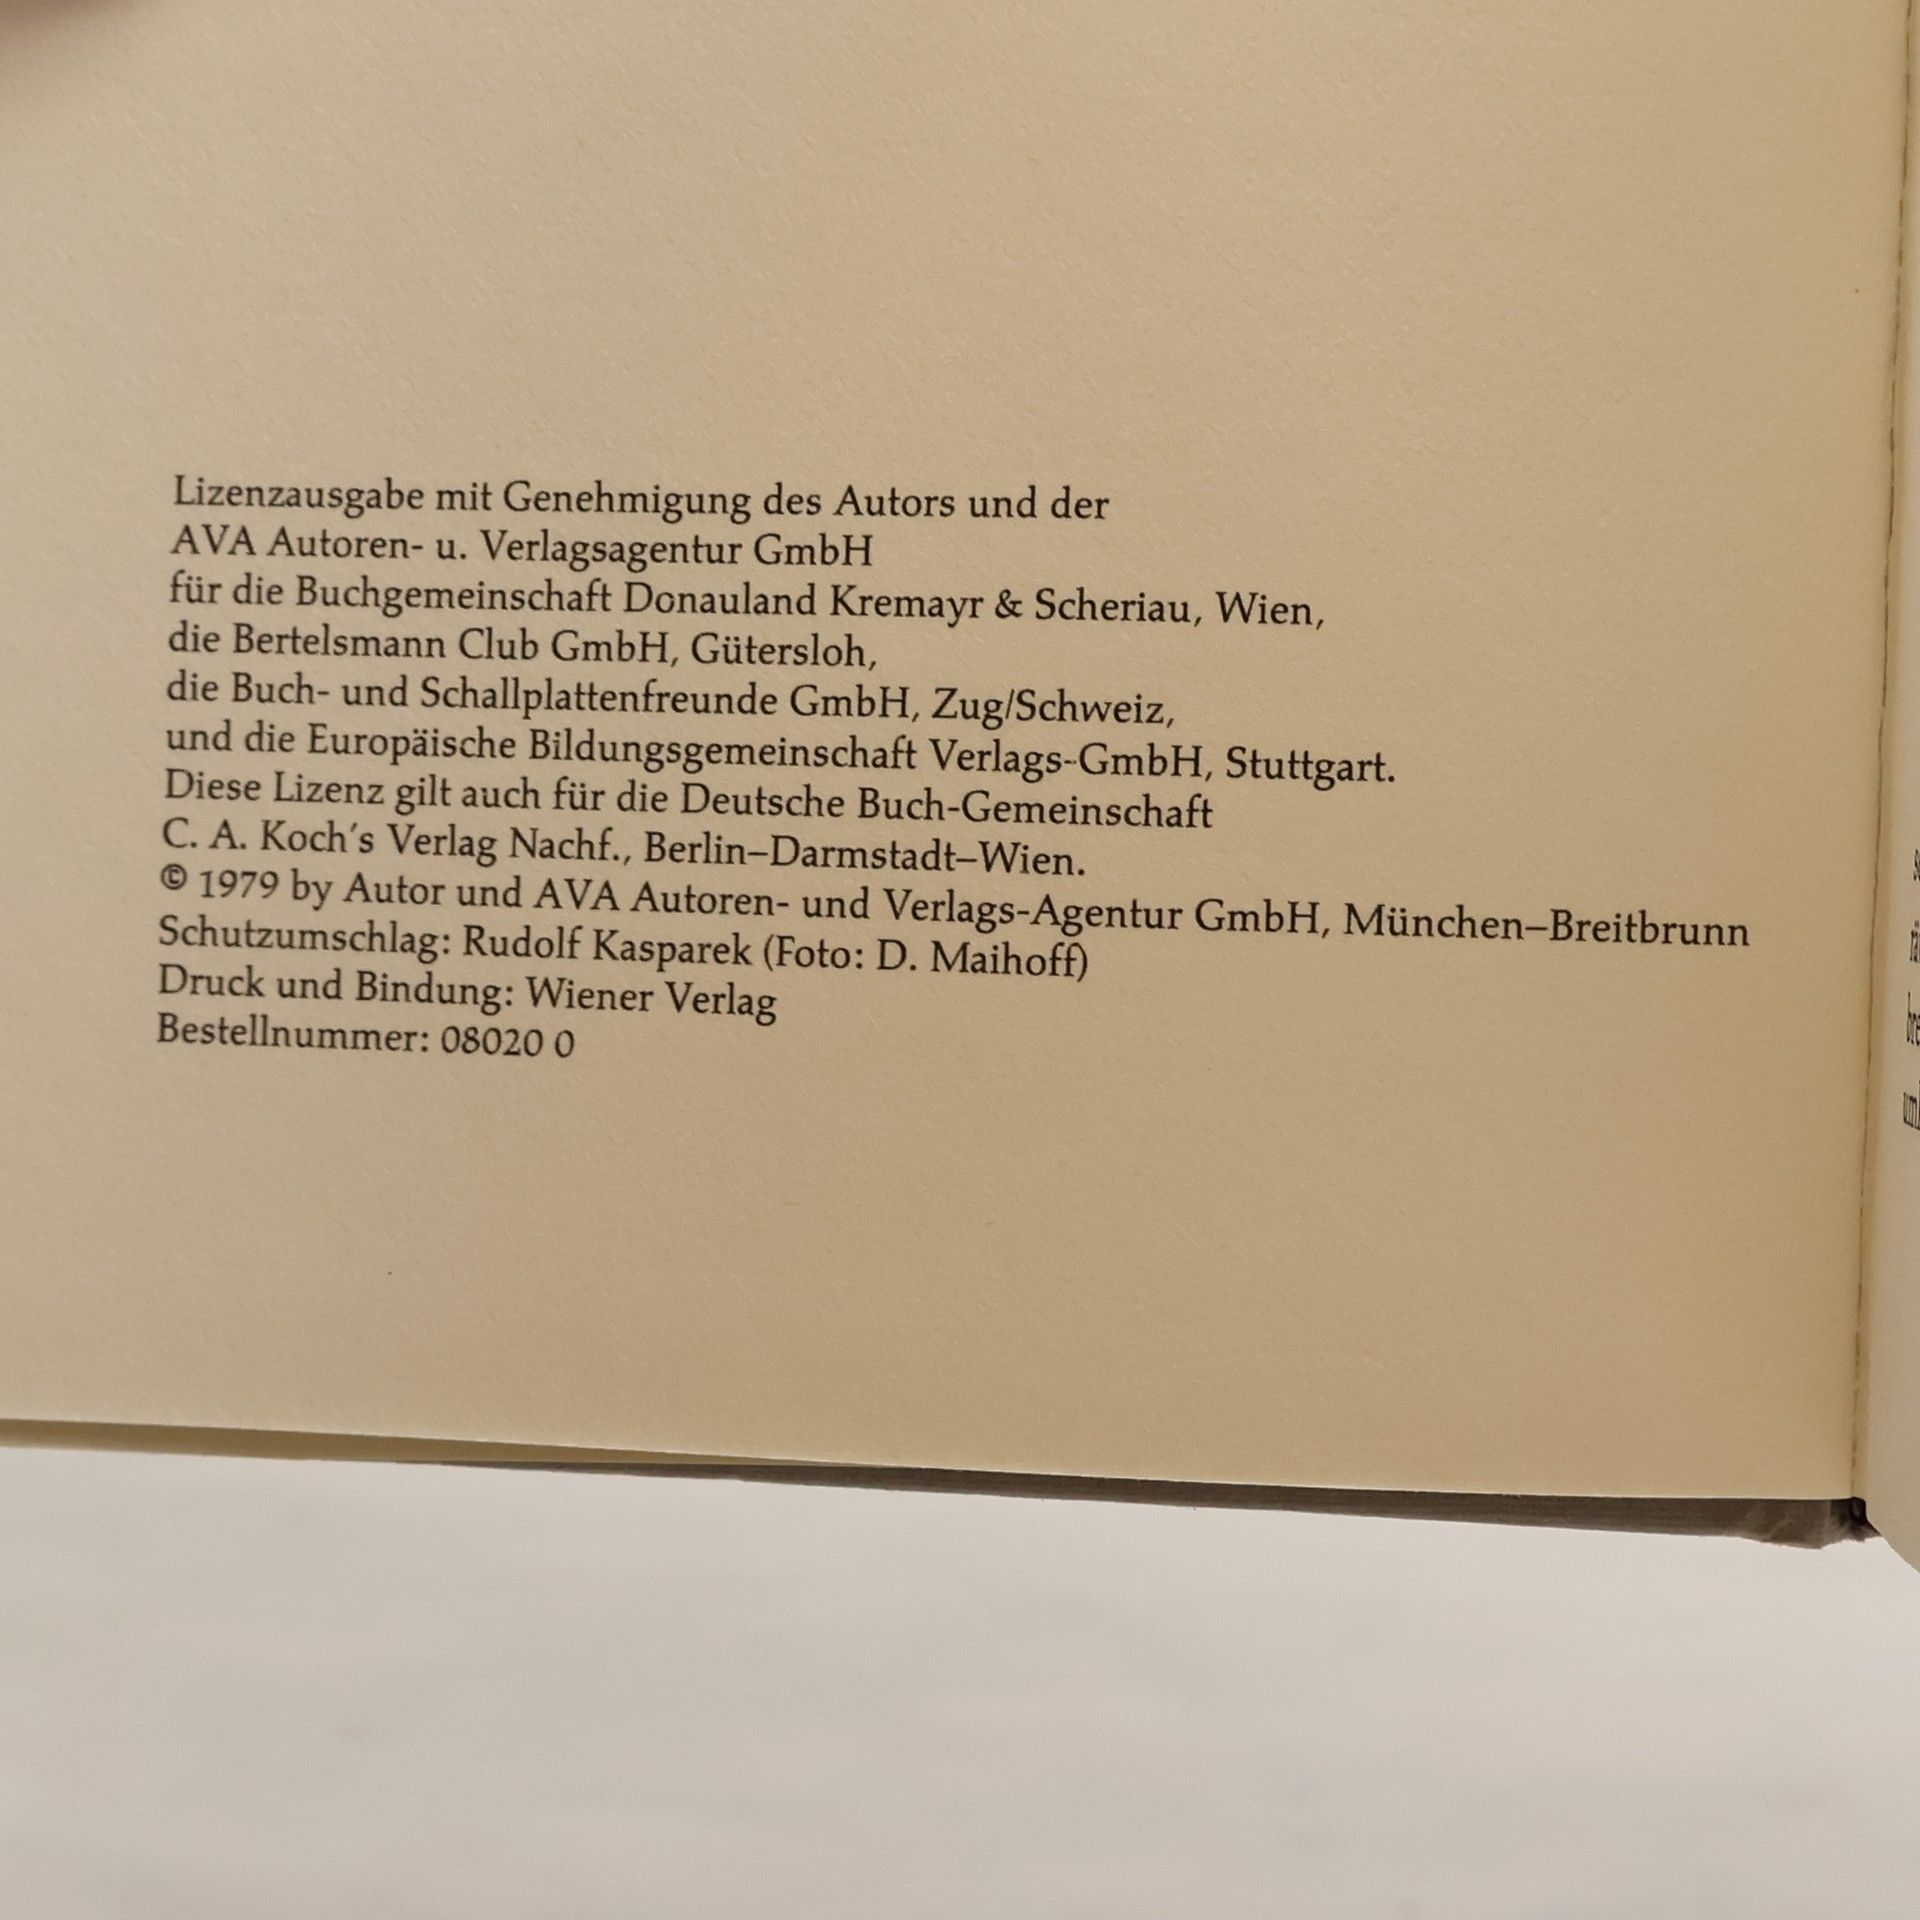 Lizenzausgabe mit Genehmigung des Autors und der
AVA Autoren- u. Verlagsagentur GmbH
für die Buchgemeinschaft Donauland Kremayr & Scheriau, Wien,
die Bertelsmann Club GmbH, Gütersloh,
die Buch- und Schallplattenfreunde GmbH, Zug/Schweiz,
und die Europäische Bildungsgemeinschaft Verlags-GmbH, Stuttgart.
Diese Lizenz gilt auch für die Deutsche Buch-Gemeinschaft
C. A. Koch's Verlag Nachf., Berlin–Darmstadt–Wien.
© 1979 by Autor und AVA Autoren- und Verlags-Agentur GmbH, München–Breitbrunn
Schutzumschlag: Rudolf Kasparek (Foto: D. Maihoff)
Druck und Bindung: Wiener Verlag
Bestellnummer: 08020 0